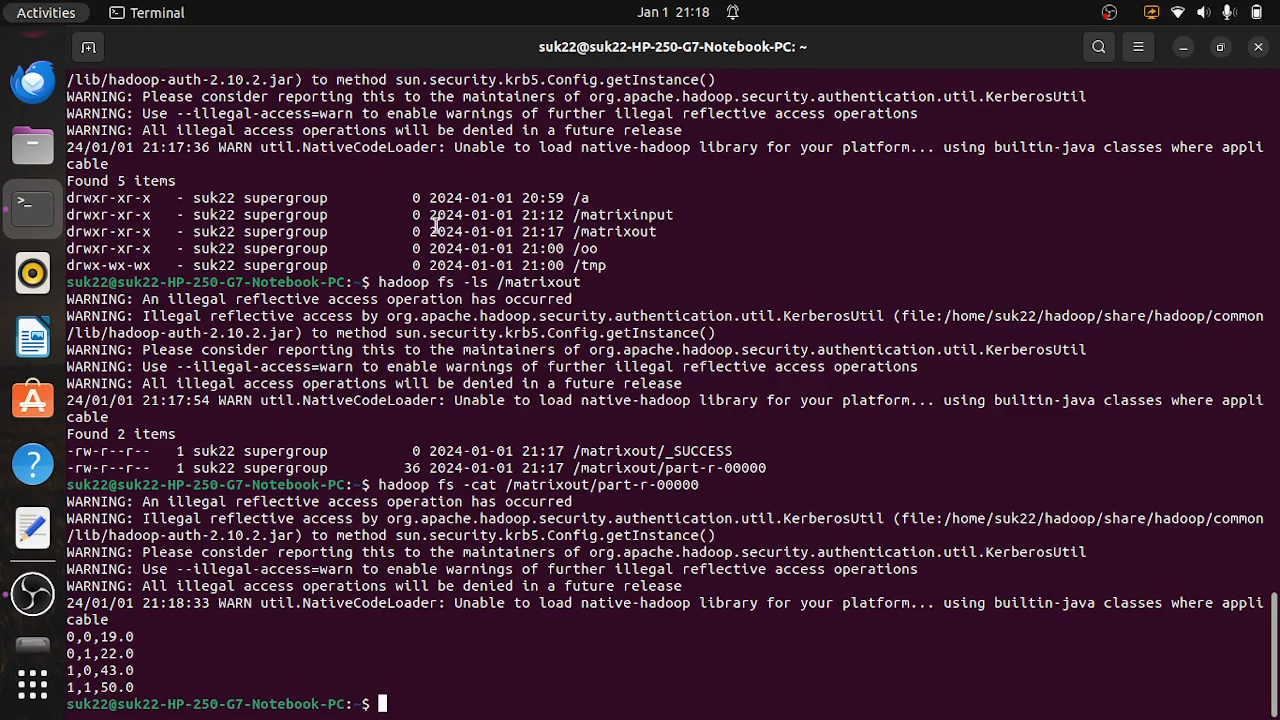 Activities
Terminal
Jan 1 21:18
suk22@suk22-HP-250-G7-Notebook-PC: ~
/lib/hadoop-auth-2.10.2.jar) to method sun.security.krb5.Config.getInstance()
WARNING: Please consider reporting this to the maintainers of org.apache.hadoop.security.authentication.util.KerberosUtil
WARNING: Use --illegal-access=warn to enable warnings of further illegal reflective access operations
WARNING: All illegal access operations will be denied in a future release
24/01/01 21:17:36 WARN util.NativeCodeLoader: Unable to load native-hadoop library for your platform... using builtin-java classes where appli
cable
Found 5 items
drwxr-xr-x   - suk22 supergroup          0 2024-01-01 20:59 /a
drwxr-xr-x   - suk22 supergroup          0 2024-01-01 21:12 /matrixinput
drwxr-xr-x   - suk22 supergroup          0 2024-01-01 21:17 /matrixout
drwxr-xr-x   - suk22 supergroup          0 2024-01-01 21:00 /oo
drwx-wx-wx   - suk22 supergroup          0 2024-01-01 21:00 /tmp
suk22@suk22-HP-250-G7-Notebook-PC:~$ hadoop fs -ls /matrixout
WARNING: An illegal reflective access operation has occurred
WARNING: Illegal reflective access by org.apache.hadoop.security.authentication.util.KerberosUtil (file:/home/suk22/hadoop/share/hadoop/common
/lib/hadoop-auth-2.10.2.jar) to method sun.security.krb5.Config.getInstance()
WARNING: Please consider reporting this to the maintainers of org.apache.hadoop.security.authentication.util.KerberosUtil
WARNING: Use --illegal-access=warn to enable warnings of further illegal reflective access operations
WARNING: All illegal access operations will be denied in a future release
24/01/01 21:17:54 WARN util.NativeCodeLoader: Unable to load native-hadoop library for your platform... using builtin-java classes where appli
cable
Found 2 items
-rw-r--r--   1 suk22 supergroup          0 2024-01-01 21:17 /matrixout/_SUCCESS
-rw-r--r--   1 suk22 supergroup         36 2024-01-01 21:17 /matrixout/part-r-00000
suk22@suk22-HP-250-G7-Notebook-PC:~$ hadoop fs -cat /matrixout/part-r-00000
WARNING: An illegal reflective access operation has occurred
WARNING: Illegal reflective access by org.apache.hadoop.security.authentication.util.KerberosUtil (file:/home/suk22/hadoop/share/hadoop/common
/lib/hadoop-auth-2.10.2.jar) to method sun.security.krb5.Config.getInstance()
WARNING: Please consider reporting this to the maintainers of org.apache.hadoop.security.authentication.util.KerberosUtil
WARNING: Use --illegal-access=warn to enable warnings of further illegal reflective access operations
WARNING: All illegal access operations will be denied in a future release
24/01/01 21:18:33 WARN util.NativeCodeLoader: Unable to load native-hadoop library for your platform... using builtin-java classes where appli
cable
0,0,19.0
0,1,22.0
1,0,43.0
1,1,50.0
suk22@suk22-HP-250-G7-Notebook-PC:~$